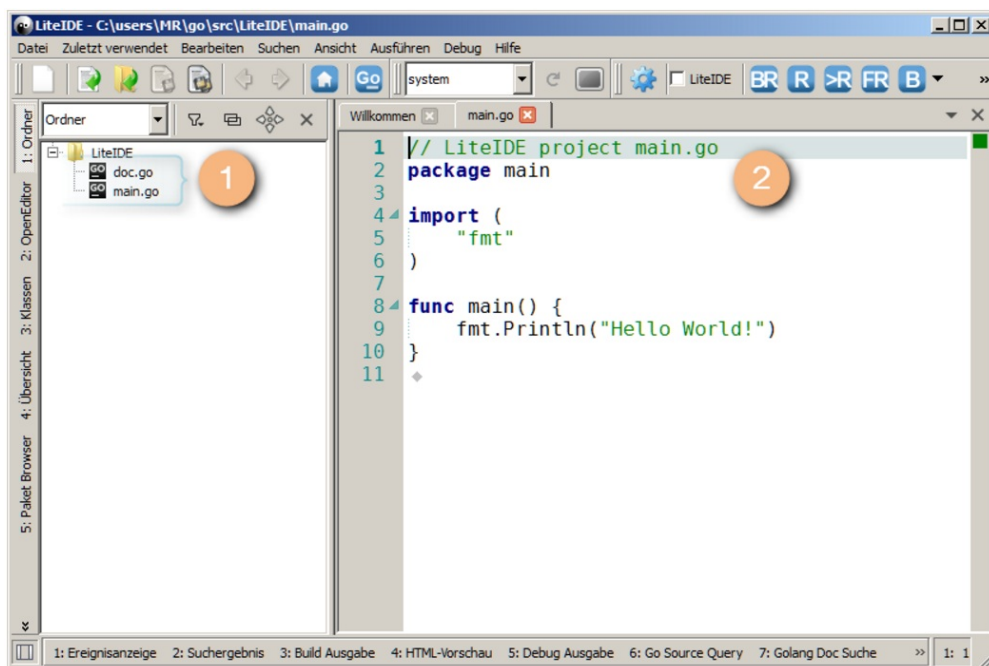 LiteIDE - C:\users\MR\go\src\LiteIDE\main.go
Datei Zuletzt verwendet Bearbeiten Suchen Ansicht Ausführen Debug Hilfe
Go system LiteIDE BR R >R FR B »
1: Ordner
2: OpenEditor
3: Klassen
4: Übersicht
5: Paket Browser
Ordner
LiteIDE
GO doc.go
GO main.go
1
Willkommen main.go
1 // LiteIDE project main.go
2 package main
2
3
4 import (
5 "fmt"
6 )
7
8 func main() {
9 fmt.Println("Hello World!")
10 }
11
1: Ereignisanzeige 2: Suchergebnis 3: Build Ausgabe 4: HTML-Vorschau 5: Debug Ausgabe 6: Go Source Query 7: Golang Doc Suche » 1: 1